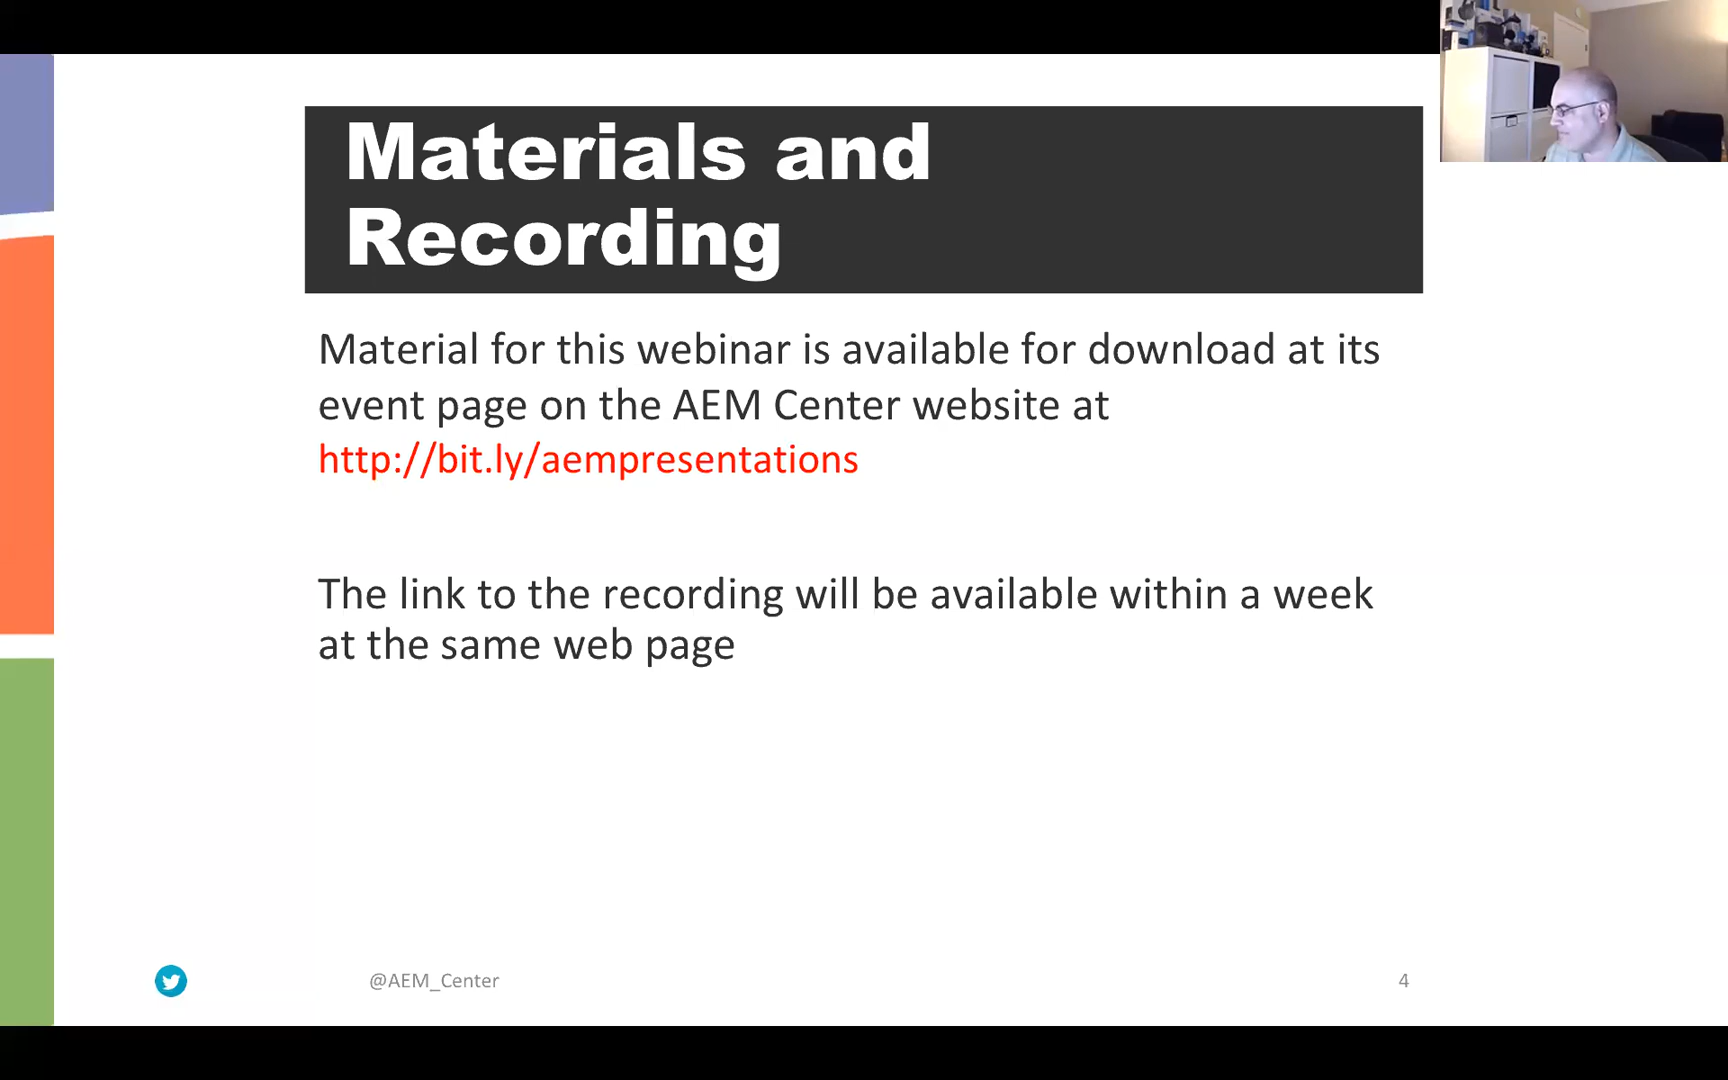 Materials and
Recording
Material for this webinar is available for download at its
event page on the AEM Center website at
http://bit.ly/aempresentations
The link to the recording will be available within a week
at the same web page
@AEM_Center
4